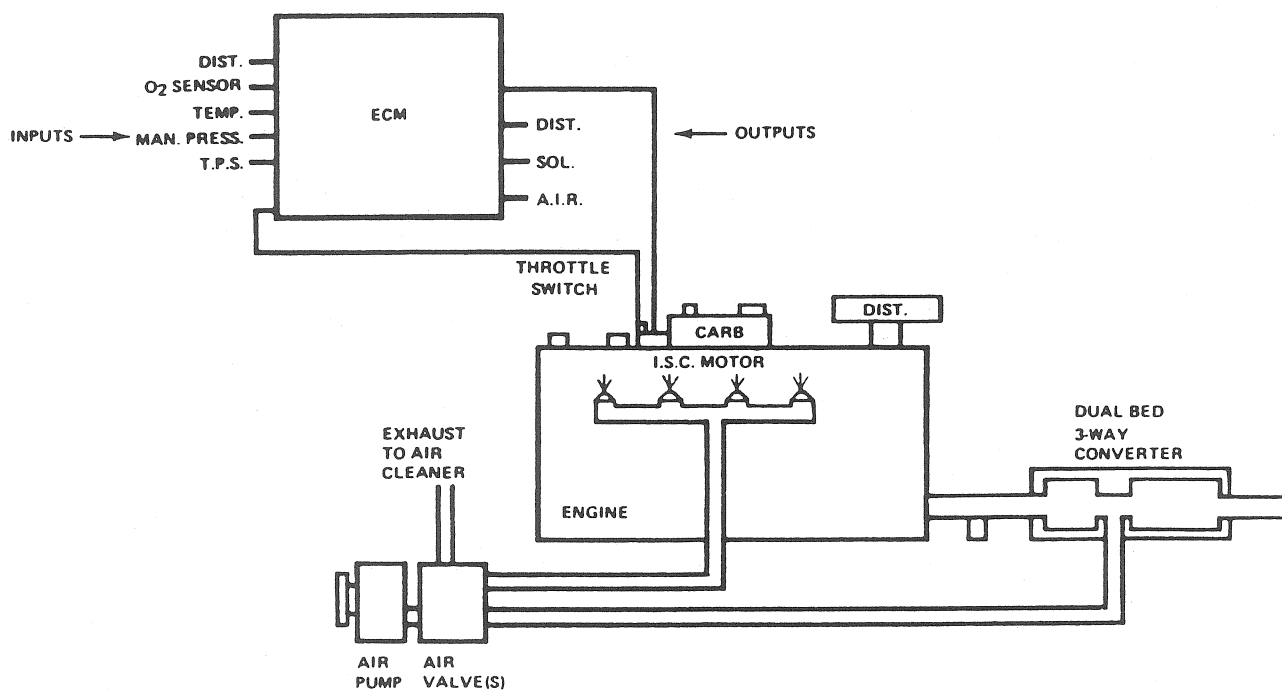 DIST.
O2 SENSOR
TEMP.
INPUTS
MAN. PRESS.
T.P.S.
ECM
DIST.
SOL.
A.I.R.
OUTPUTS
THROTTLE
SWITCH
CARB
DIST.
I.S.C. MOTOR
ENGINE
EXHAUST
TO AIR
CLEANER
DUAL BED
3-WAY
CONVERTER
AIR
PUMP
AIR
VALVE(S)